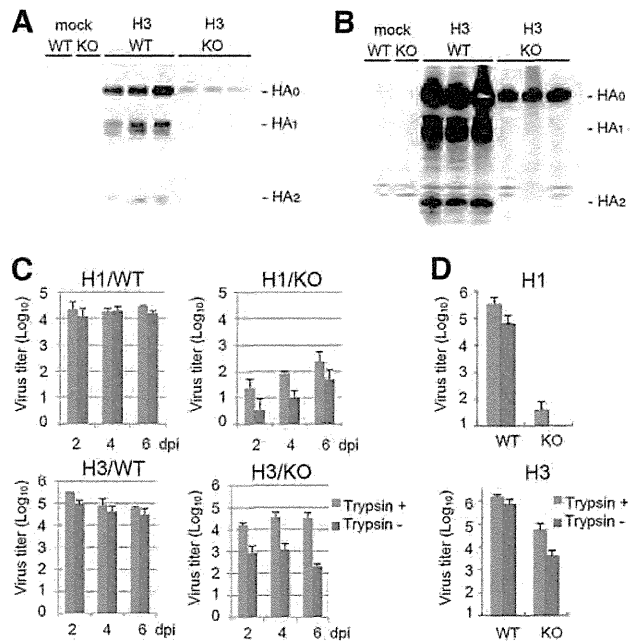 A
mock H3 H3
WT KO WT KO
- HA0
- HA1
- HA2
B
mock H3 H3
WT KO WT KO
- HA0
- HA1
- HA2
C
H1/WT
Virus titer (Log10)
5
4
3
2
1
0
2 4 6 dpi
H1/KO
5
4
3
2
1
0
2 4 6 dpi
H3/WT
Virus titer (Log10)
6
5
4
3
2
1
0
2 4 6 dpi
H3/KO
6
5
4
3
2
1
0
2 4 6 dpi
Trypsin +
Trypsin -
D
H1
Virus titer (Log10)
6
5
4
3
2
1
WT KO
H3
Virus titer (Log10)
6
5
4
3
2
1
WT KO
Trypsin +
Trypsin -